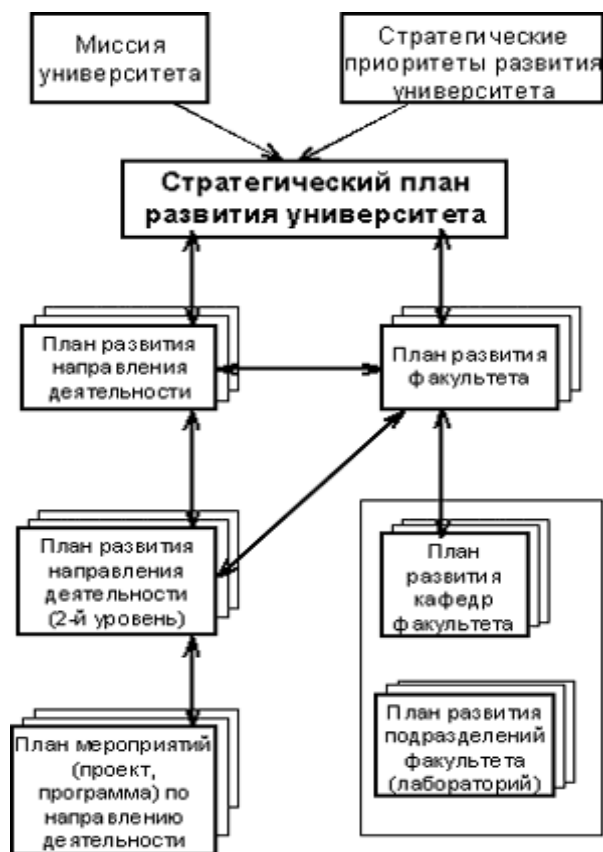 Миссия
университета
Стратегические
приоритеты развития
университета
Стратегический план
развития университета
План развития
направления
деятельности
План развития
факультета
План развития
направления
деятельности
(2-й уровень)
План
развития
кафедр
факультета
План мероприятий
(проект,
программа) по
направлению
деятельности
План развития
подразделений
факультета
(лабораторий)